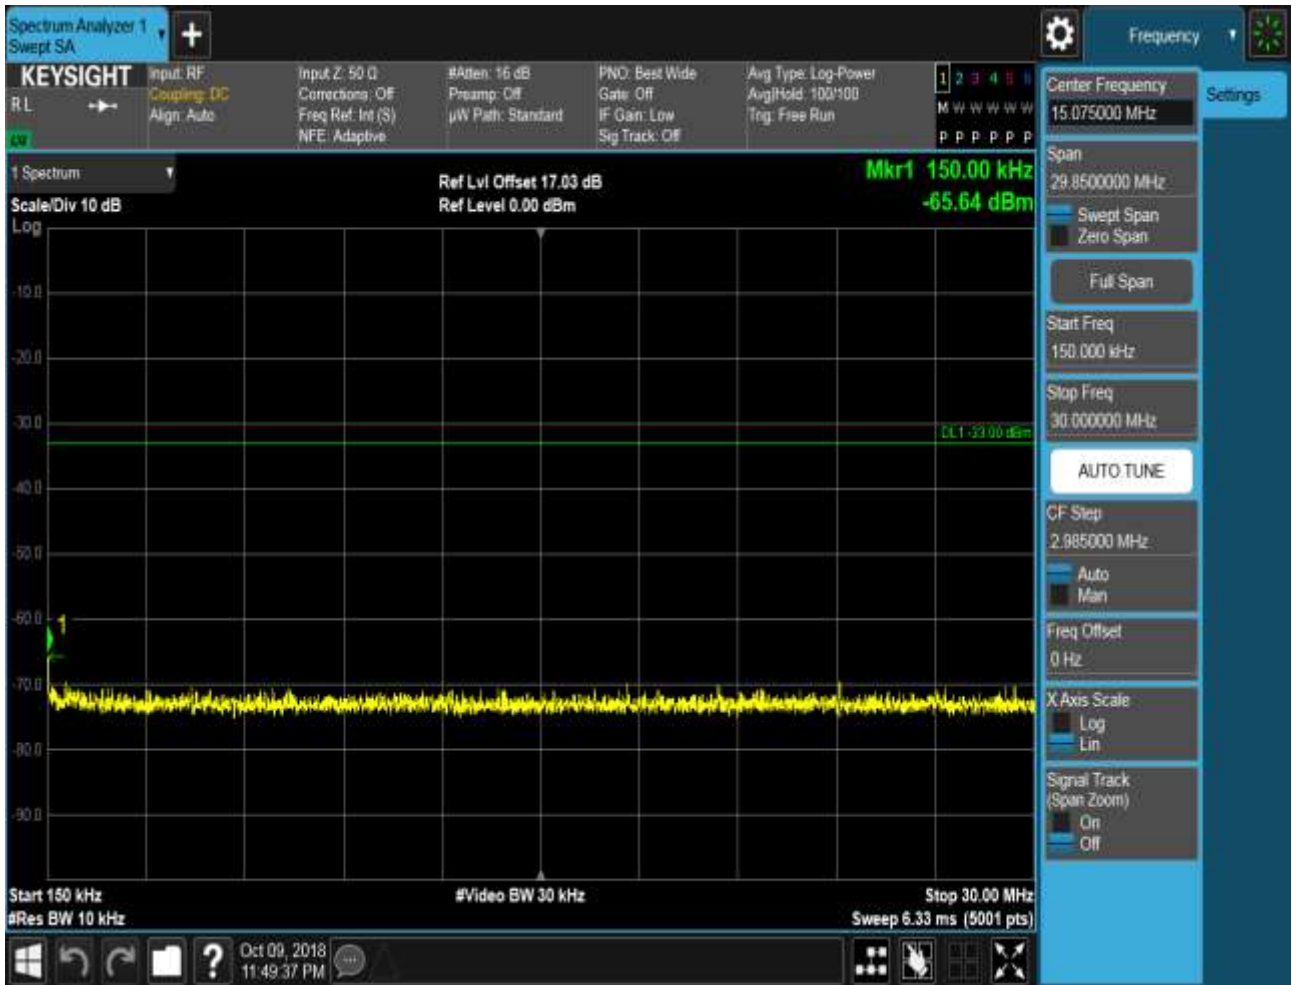 Spectrum Analyzer 1
Swept SA
Frequency
KEYSIGHT
R L
LXI
Input: RF
Coupling: DC
Align: Auto
Input Z: 50 Ω
Corrections: Off
Freq Ref: Int (S)
NFE: Adaptive
#Atten: 16 dB
Preamp: Off
µW Path: Standard
PNO: Best Wide
Gate: Off
IF Gain: Low
Sig Track: Off
Avg Type: Log-Power
Avg|Hold: 100/100
Trig: Free Run
1 2 3 4 5 6
M W W W W W
P P P P P P
1 Spectrum
Scale/Div 10 dB
Log
Ref Lvl Offset 17.03 dB
Ref Level 0.00 dBm
Mkr1 150.00 kHz
-65.64 dBm
-10.0
-20.0
-30.0
DL1 -33.00 dBm
-40.0
-50.0
-60.0
1
-70.0
-80.0
-90.0
Start 150 kHz
#Video BW 30 kHz
Stop 30.00 MHz
#Res BW 10 kHz
Sweep 6.33 ms (5001 pts)
Center Frequency
15.075000 MHz
Settings
Span
29.8500000 MHz
Swept Span
Zero Span
Full Span
Start Freq
150.000 kHz
Stop Freq
30.000000 MHz
AUTO TUNE
CF Step
2.985000 MHz
Auto
Man
Freq Offset
0 Hz
X Axis Scale
Log
Lin
Signal Track
(Span Zoom)
On
Off
?
Oct 09, 2018
11:49:37 PM